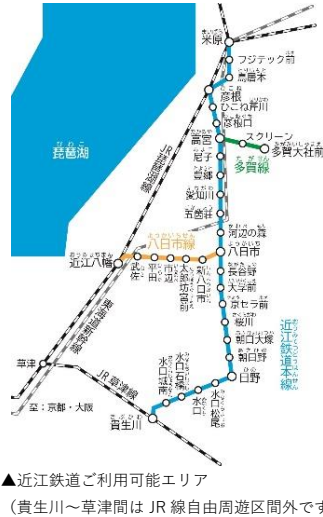 米原
フジテック前
鳥居本
彦根
ひこね芹川
彦根口
高宮
スクリーン
多賀大社前
多賀線
尼子
豊郷
愛知川
五箇荘
河辺の森
八日市
八日市線
近江八幡
武佐
平田
市辺
太郎坊宮前
新八日市
長谷野
大学前
京セラ前
桜川
朝日大塚
朝日野
日野
水口松尾
水口
水口石橋
水口城南
貴生川
近江鉄道本線
琵琶湖
びわこ
JR琵琶湖線
東海道新幹線
草津
JR草津線
至：京都・大阪
▲近江鉄道ご利用可能エリア
（貴生川～草津間は JR 線自由周遊区間外です